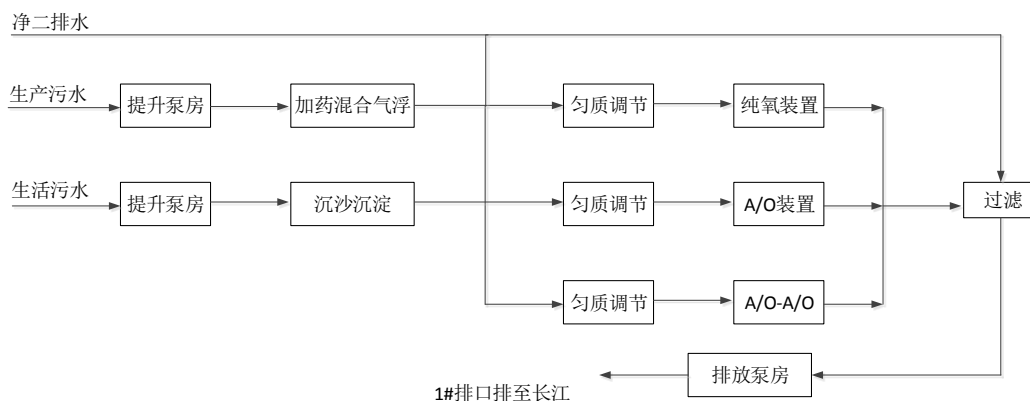 净二排水
生产污水
提升泵房
加药混合气浮
匀质调节
纯氧装置
生活污水
提升泵房
沉沙沉淀
匀质调节
A/O装置
过滤
匀质调节
A/O-A/O
排放泵房
1#排口排至长江